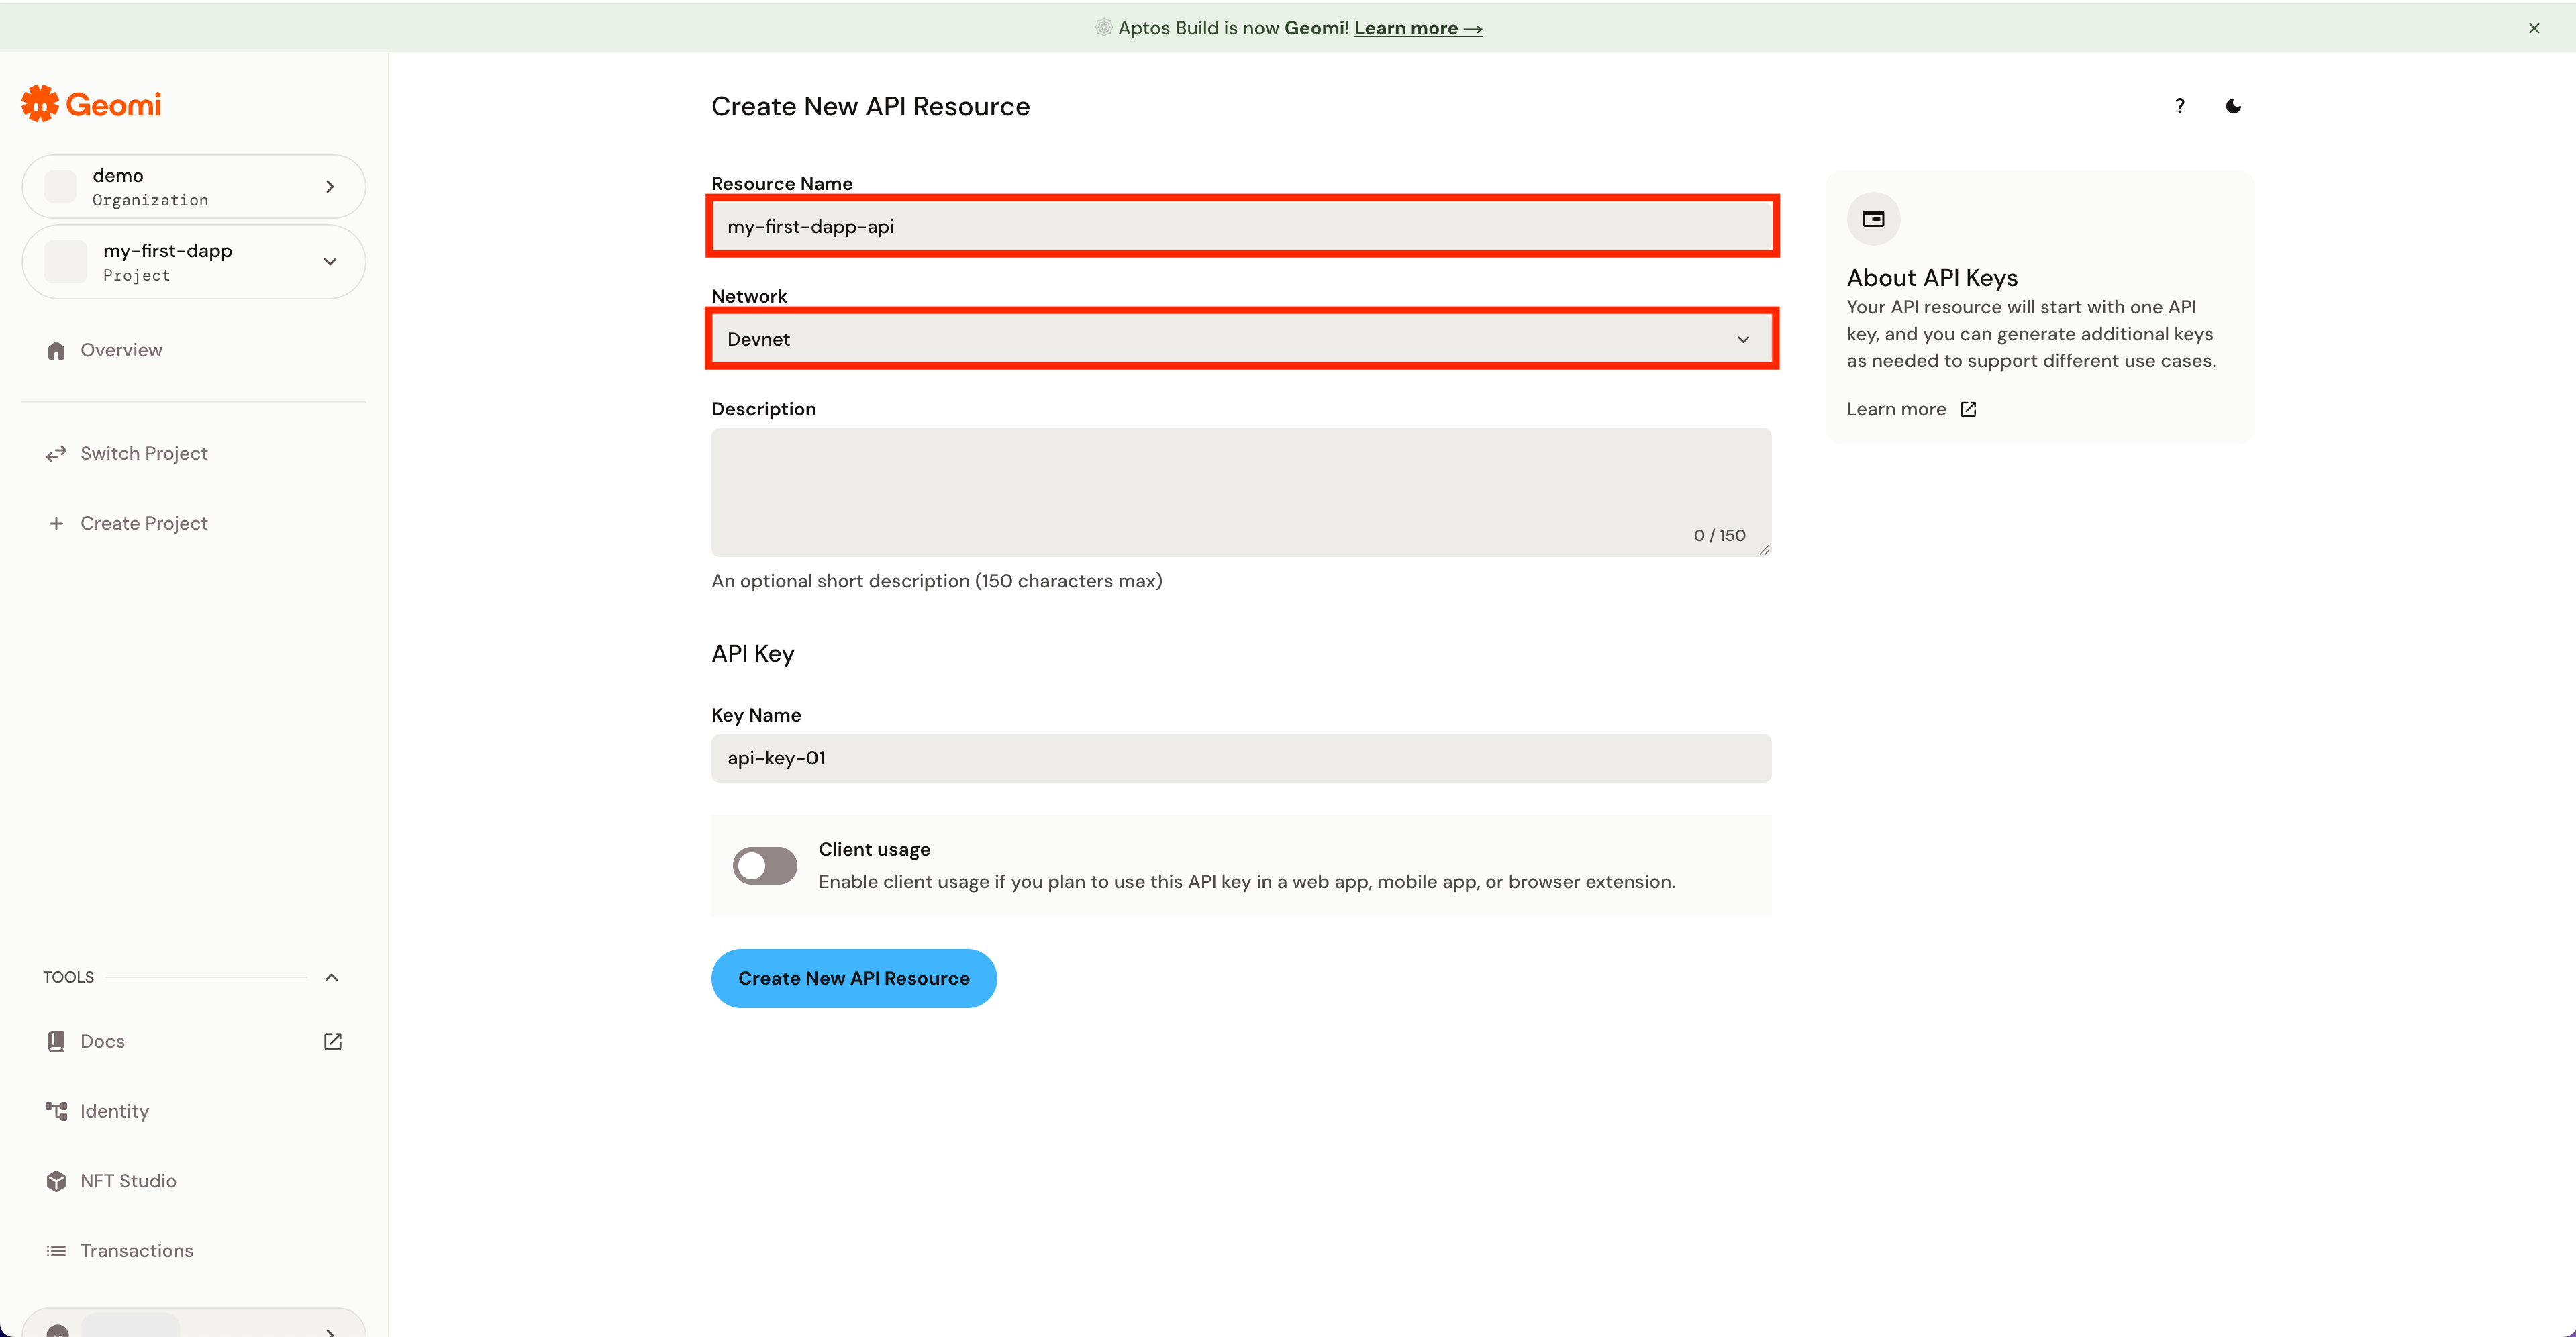 Aptos Build is now Geomi! Learn more →
Geomi
demo
Organization
my-first-dapp
Project
Overview
Switch Project
Create Project
TOOLS
Docs
Identity
NFT Studio
Transactions
Create New API Resource
?
Resource Name
my-first-dapp-api
Network
Devnet
Description
0 / 150
An optional short description (150 characters max)
API Key
Key Name
api-key-01
Client usage
Enable client usage if you plan to use this API key in a web app, mobile app, or browser extension.
Create New API Resource
About API Keys
Your API resource will start with one API
key, and you can generate additional keys
as needed to support different use cases.
Learn more